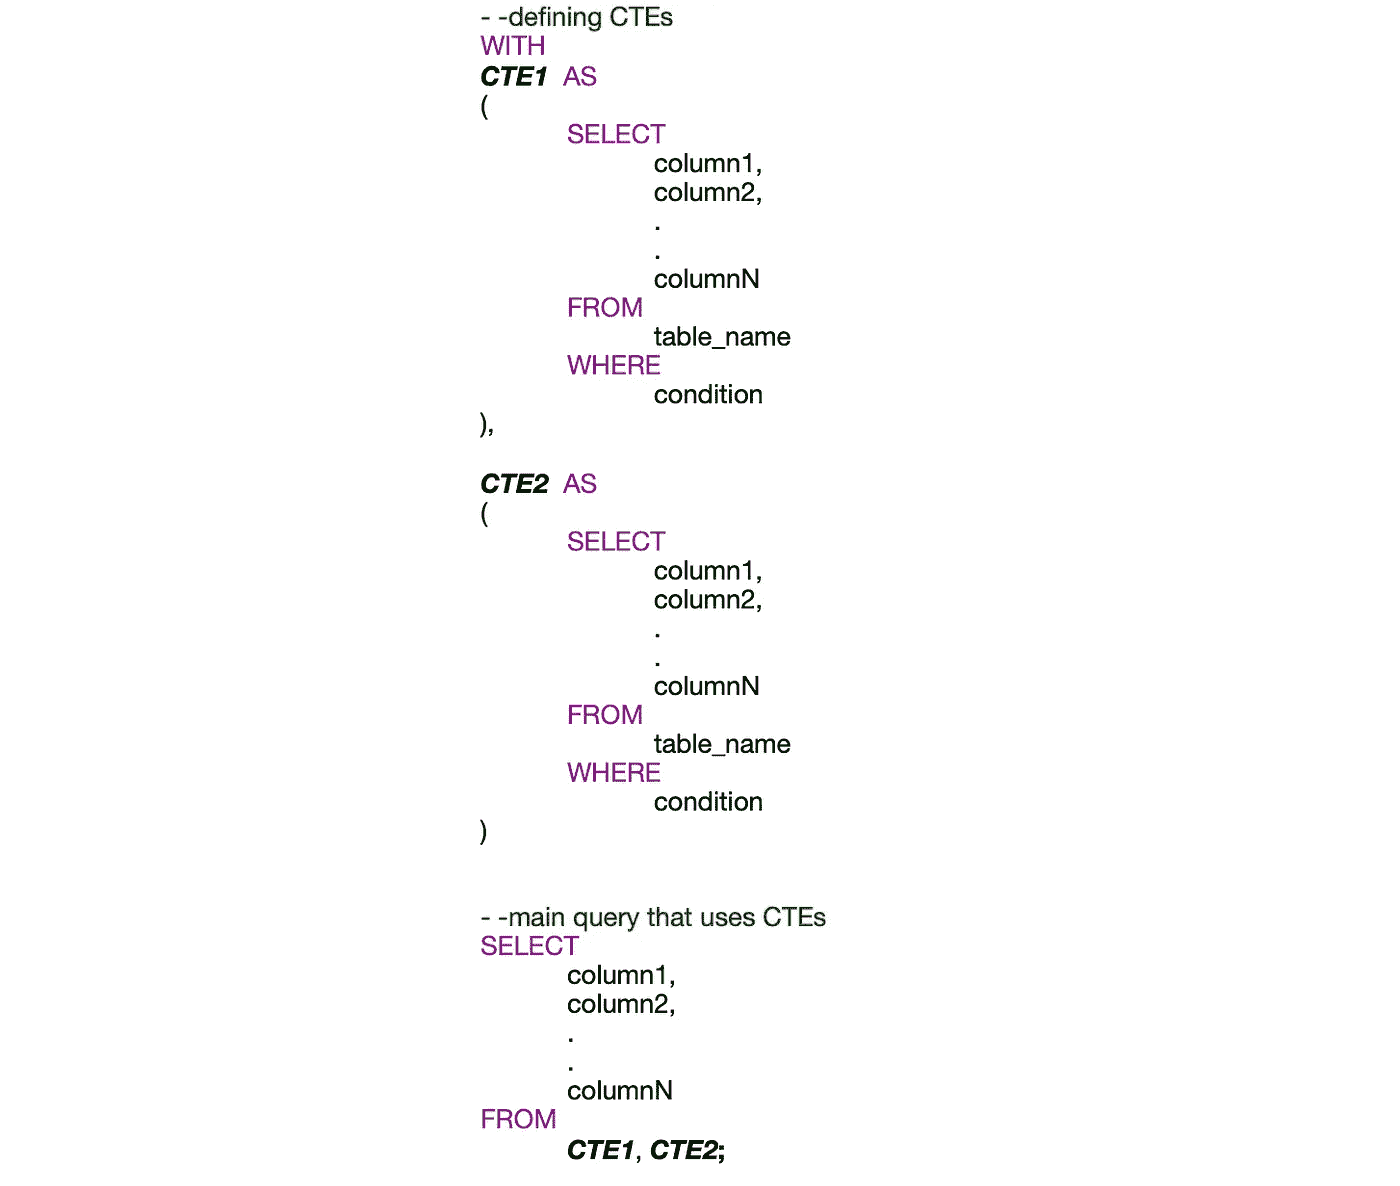 - -defining CTEs
WITH
CTE1 AS
(
SELECT
column1,
column2,
.
.
columnN
FROM
table_name
WHERE
condition
),
CTE2 AS
(
SELECT
column1,
column2,
.
.
columnN
FROM
table_name
WHERE
condition
)
- -main query that uses CTEs
SELECT
column1,
column2,
.
.
columnN
FROM
CTE1, CTE2;